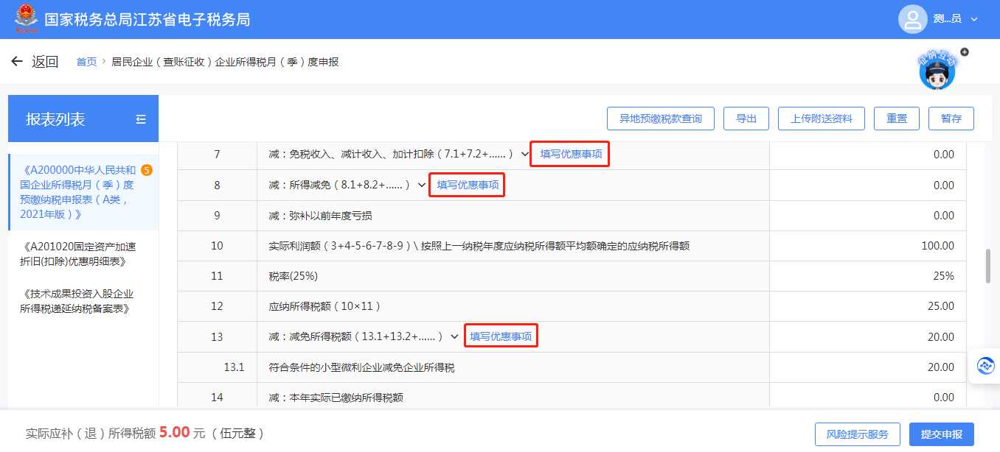 国家税务总局江苏省电子税务局
测...员
返回
首页 > 居民企业（查账征收）企业所得税月（季）度申报
征纳互动
报表列表
异地预缴税款查询 导出 上传附送资料 重置 暂存
《A200000中华人民共和 5
国企业所得税月（季）度
预缴纳税申报表（A类，
2021年版）》
《A201020固定资产加速
折旧(扣除)优惠明细表》
《技术成果投资入股企业
所得税递延纳税备案表》
7 减：免税收入、减计收入、加计扣除（7.1+7.2+......） 填写优惠事项 0.00
8 减：所得减免（8.1+8.2+......） 填写优惠事项 0.00
9 减：弥补以前年度亏损 0.00
10 实际利润额（3+4-5-6-7-8-9）\ 按照上一纳税年度应纳税所得额平均额确定的应纳税所得额 100.00
11 税率(25%) 25%
12 应纳所得税额（10×11） 25.00
13 减：减免所得税额（13.1+13.2+......） 填写优惠事项 20.00
13.1 符合条件的小型微利企业减免企业所得税 20.00
14 减：本年实际已缴纳所得税额 0.00
实际应补（退）所得税额 5.00 元（伍元整）
风险提示服务 提交申报